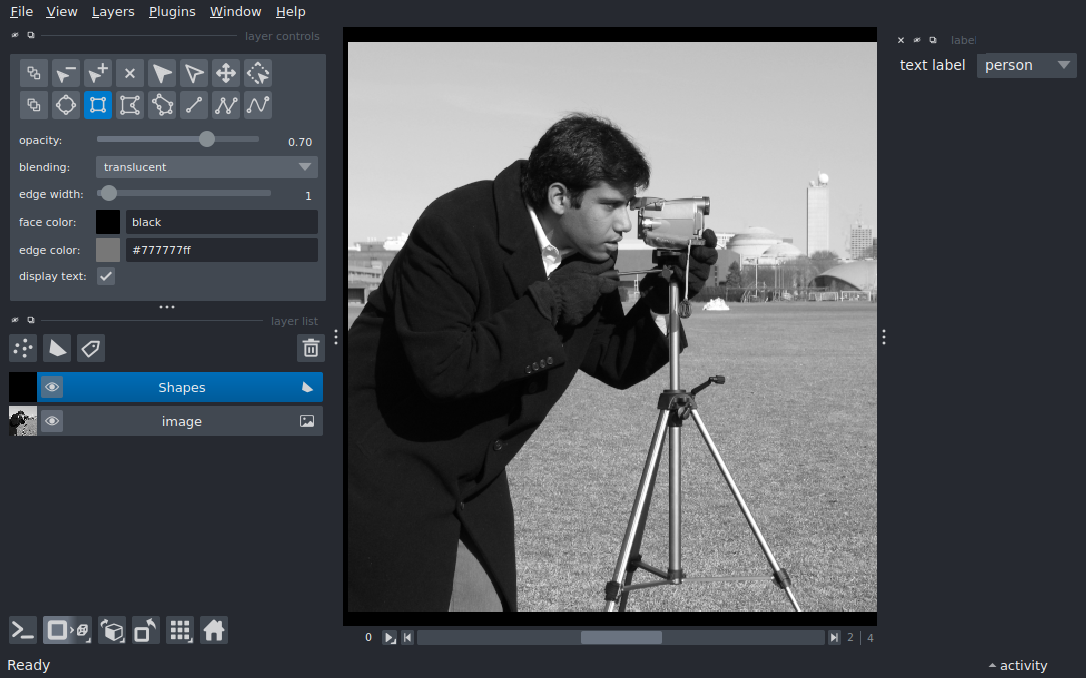 File View Layers Plugins Window Help
layer controls
label
text label person
opacity: 0.70
blending: translucent
edge width: 1
face color: black
edge color: #777777ff
display text:
layer list
Shapes
image
0 2 4
Ready
activity